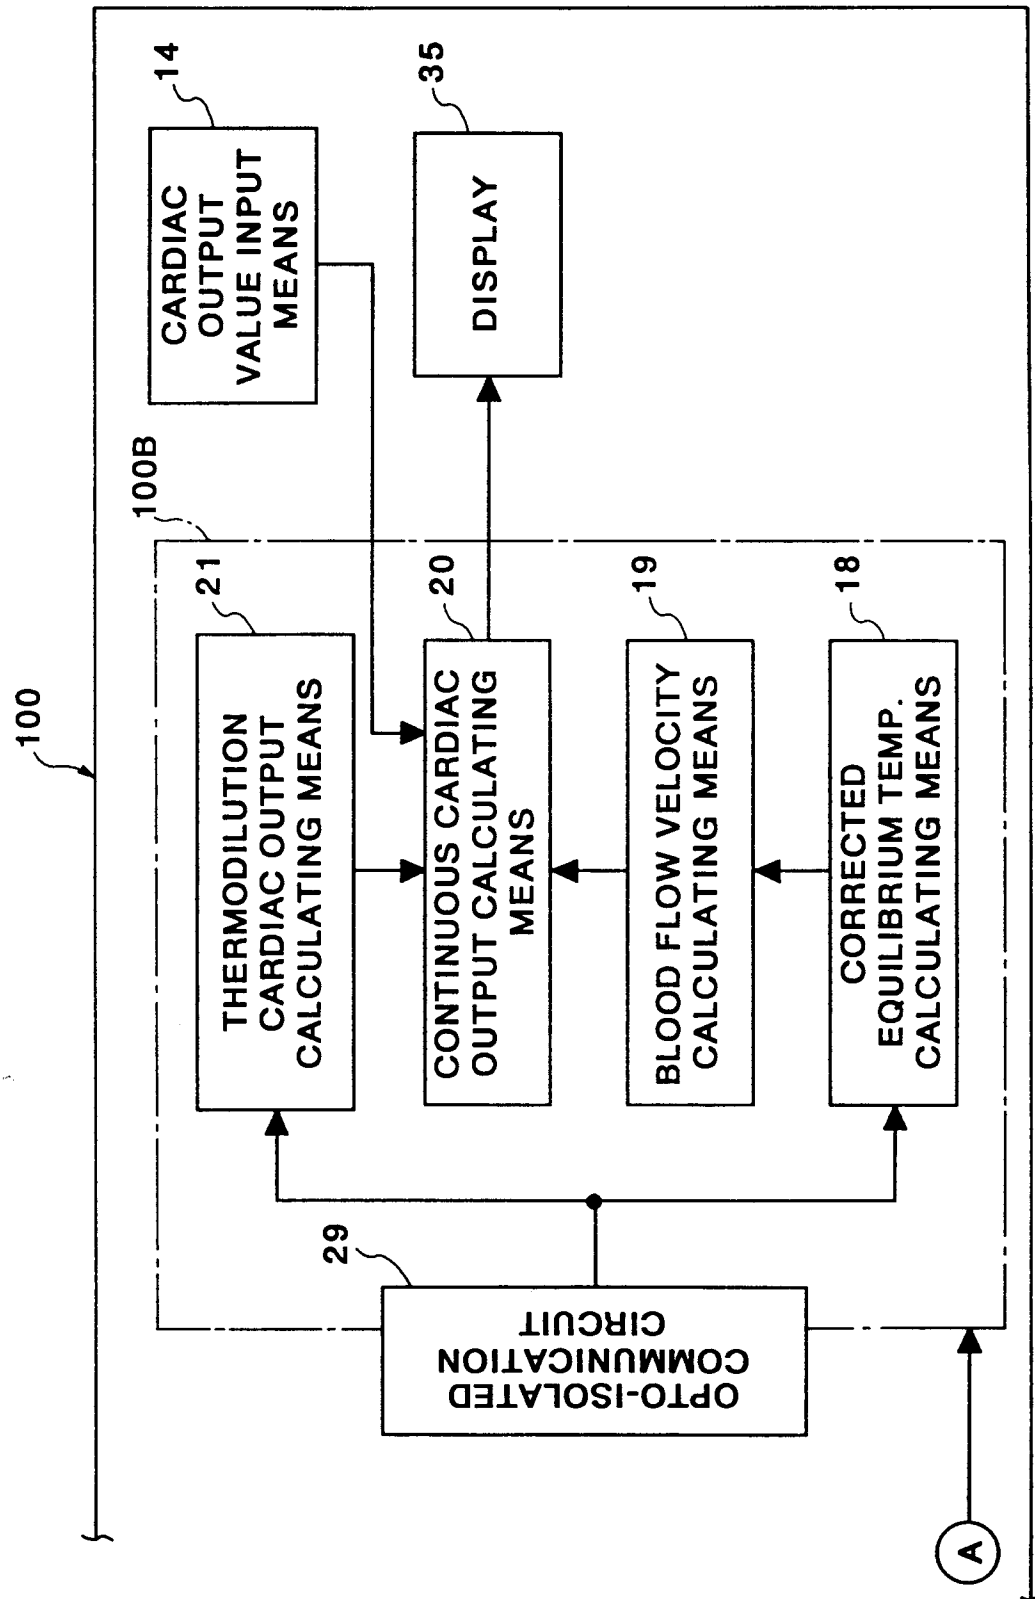 100
14
CARDIAC
OUTPUT
VALUE INPUT
MEANS
35
DISPLAY
100B
21
THERMODILUTION
CARDIAC OUTPUT
CALCULATING MEANS
20
CONTINUOUS CARDIAC
OUTPUT CALCULATING
MEANS
19
BLOOD FLOW VELOCITY
CALCULATING MEANS
18
CORRECTED
EQUILIBRIUM TEMP.
CALCULATING MEANS
29
OPTO-ISOLATED
COMMUNICATION
CIRCUIT
A